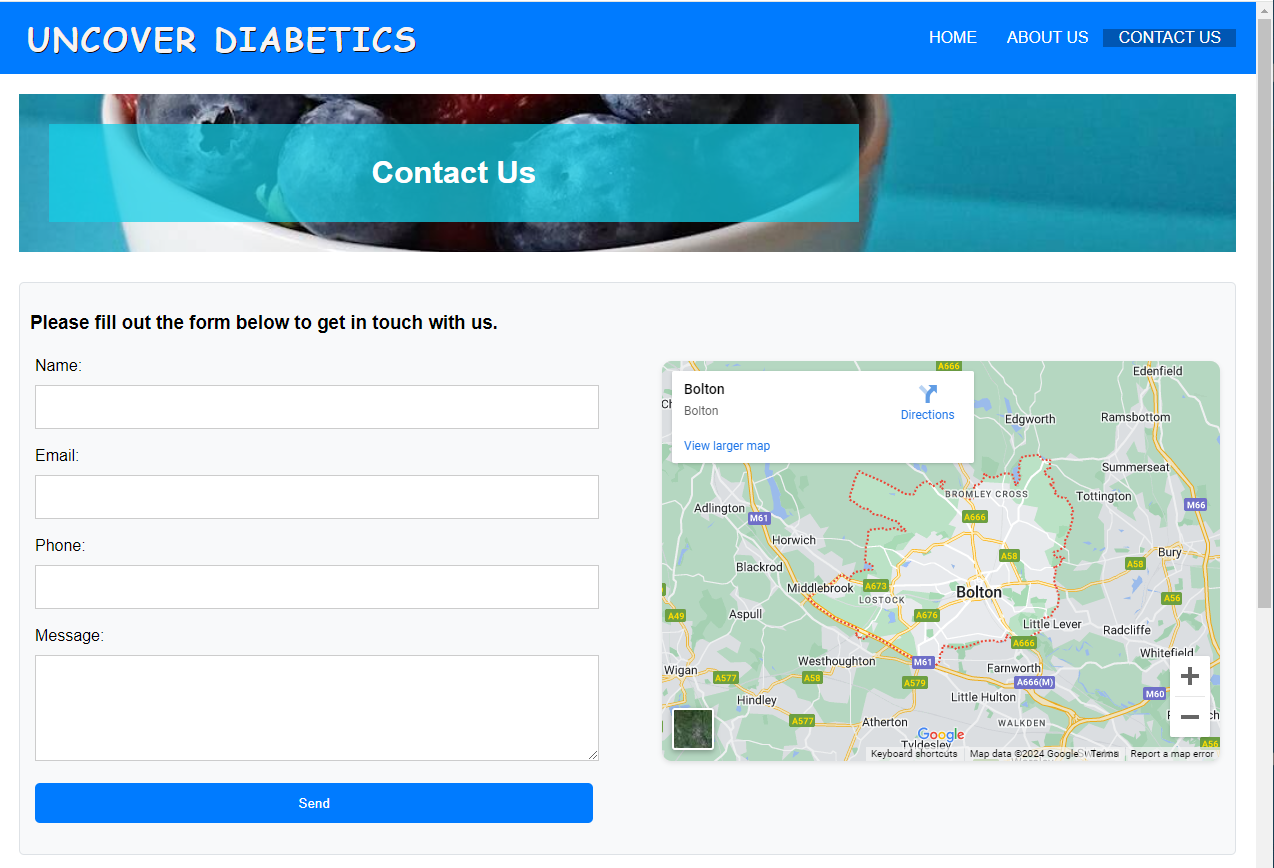 UNCOVER DIABETICS
HOME ABOUT US CONTACT US
Contact Us
Please fill out the form below to get in touch with us.
Name:
Email:
Phone:
Message:
Send
Bolton
Bolton
Directions
View larger map
A666
Edenfield
Edgworth
Ramsbottom
Summerseat
BROMLEY CROSS
Tottington
Adlington
M61
A666
M66
Horwich
A58
Bury
Blackrod
A58
Middlebrook
A673
LOSTOCK
Bolton
A56
A49
Aspull
A676
Little Lever
Radcliffe
A666
Whitefield
Westhoughton
M61
Farnworth
Wigan
A577
A58
A579
A666(M)
Hindley
Little Hulton
M60
A577
Atherton
WALKDEN
Google
Tyldesley
A56
Keyboard shortcuts Map data ©2024 Google Terms Report a map error